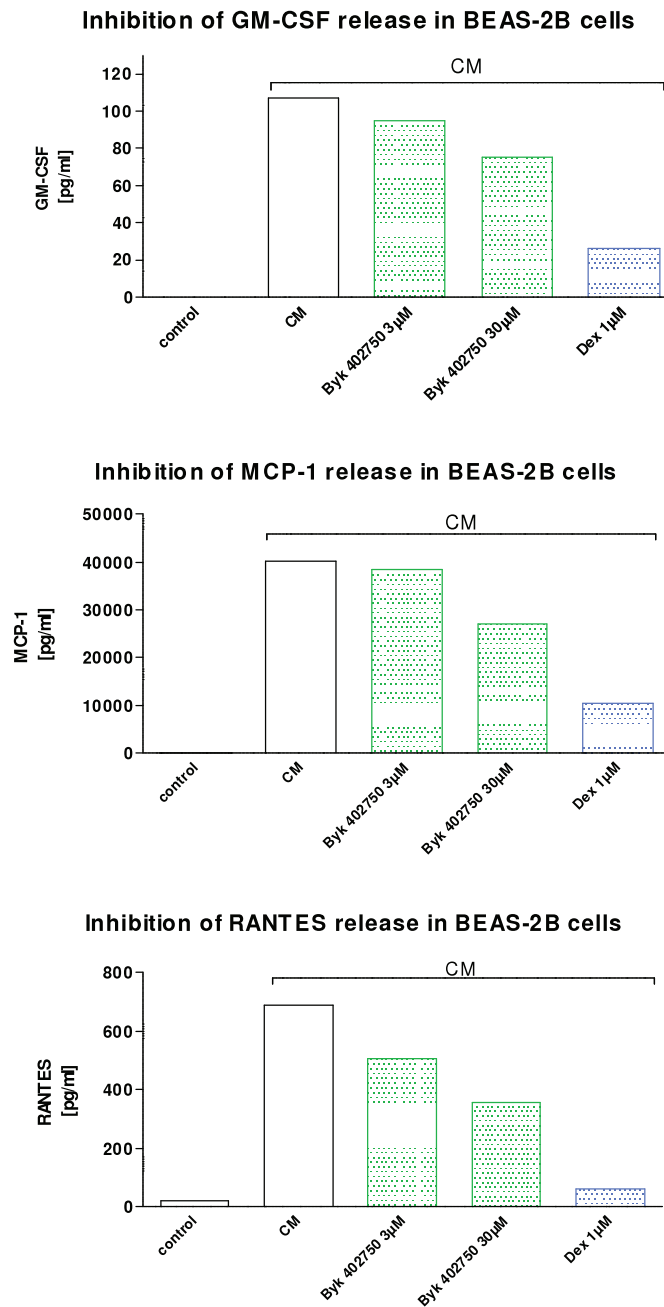 Inhibition of GM-CSF release in BEAS-2B cells
CM
120
100
80
60
40
20
0
GM-CSF
[pg/ml]
control
CM
Byk 402750 3µM
Byk 402750 30µM
Dex 1µM
Inhibition of MCP-1 release in BEAS-2B cells
CM
50000
40000
30000
20000
10000
0
MCP-1
[pg/ml]
control
CM
Byk 402750 3µM
Byk 402750 30µM
Dex 1µM
Inhibition of RANTES release in BEAS-2B cells
CM
800
600
400
200
0
RANTES
[pg/ml]
control
CM
Byk 402750 3µM
Byk 402750 30µM
Dex 1µM